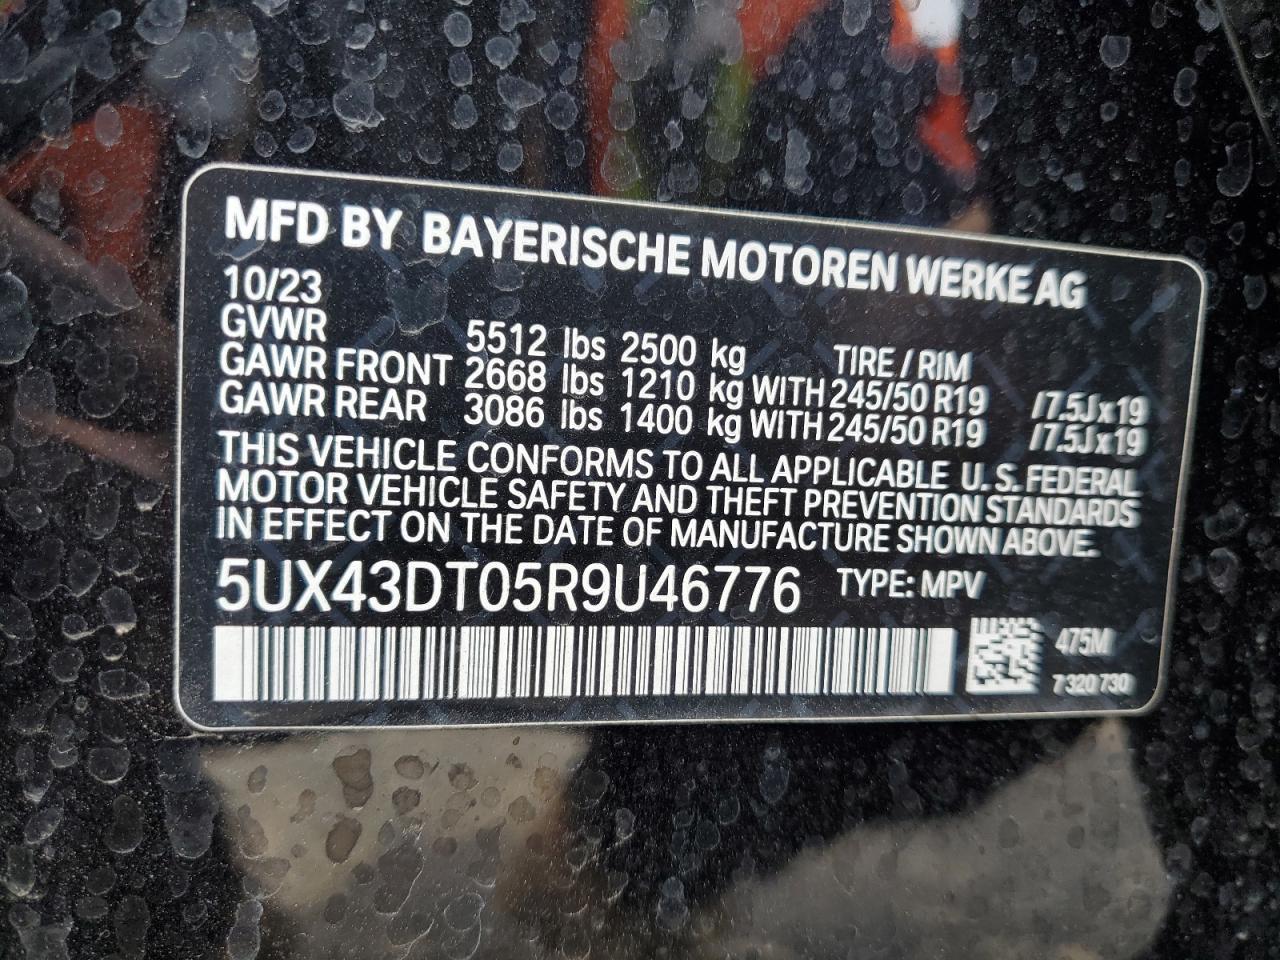 MFD BY BAYERISCHE MOTOREN WERKE AG
10/23
GVWR 5512 lbs 2500 kg TIRE / RIM
GAWR FRONT 2668 lbs 1210 kg WITH 245/50 R19 /7.5Jx19
GAWR REAR 3086 lbs 1400 kg WITH 245/50 R19 /7.5Jx19
THIS VEHICLE CONFORMS TO ALL APPLICABLE U.S. FEDERAL
MOTOR VEHICLE SAFETY AND THEFT PREVENTION STANDARDS
IN EFFECT ON THE DATE OF MANUFACTURE SHOWN ABOVE.
5UX43DT05R9U46776 TYPE: MPV
475M
7 320 730